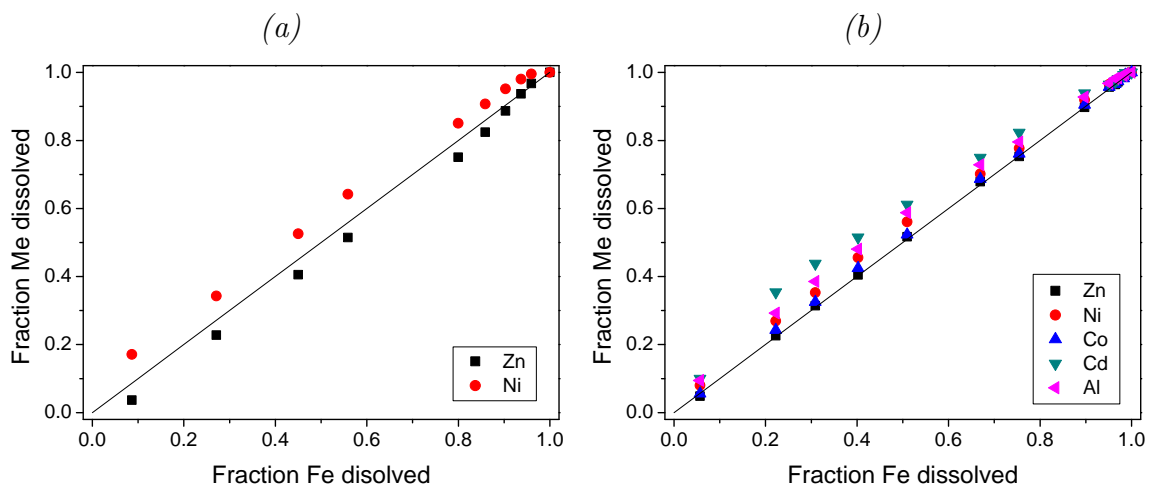 (a)
Fraction Me dissolved
1.0
0.8
0.6
0.4
0.2
0.0
0.0 0.2 0.4 0.6 0.8 1.0
Fraction Fe disolved
Zn
Ni
(b)
Fraction Me dissolved
1.0
0.8
0.6
0.4
0.2
0.0
0.0 0.2 0.4 0.6 0.8 1.0
Fraction Fe dissolved
Zn
Ni
Co
Cd
Al